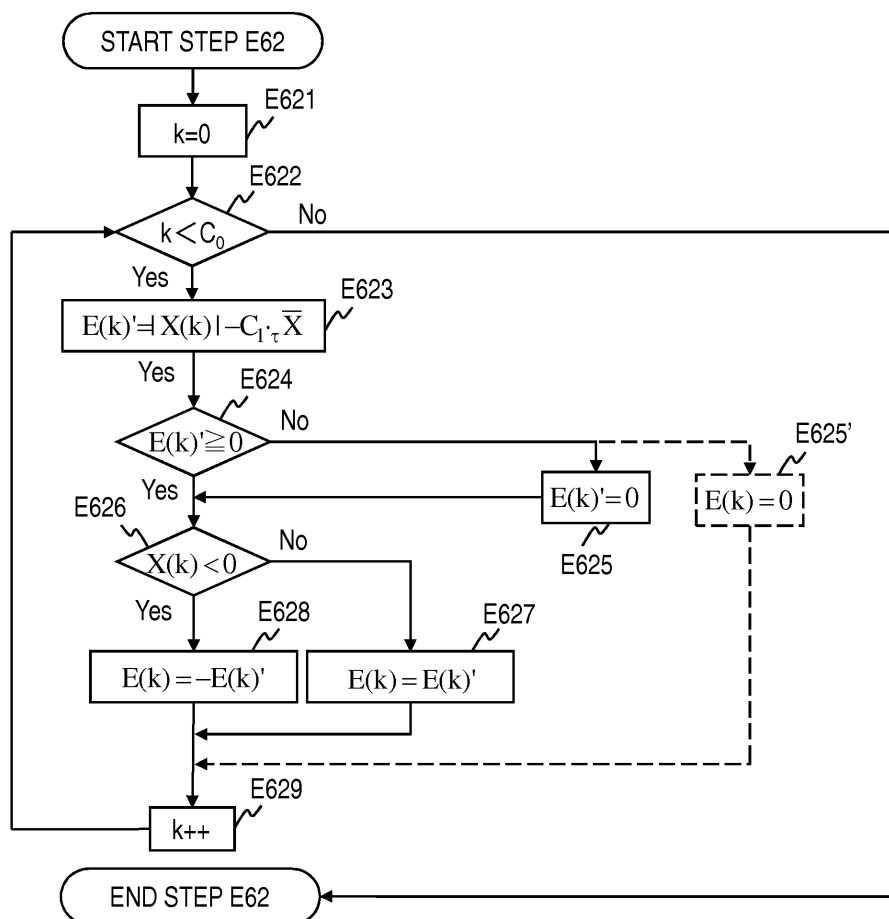 START STEP E62
E621
k=0
E622
k<C₀
No
Yes
E623
E(k)'=|X(k)|−C₁·τX̄
Yes
E624
E(k)'≧0
No
E625'
Yes
E(k)'=0
E(k)=0
E626
E625
X(k)<0
No
Yes
E628
E627
E(k)=−E(k)'
E(k)=E(k)'
E629
k++
END STEP E62